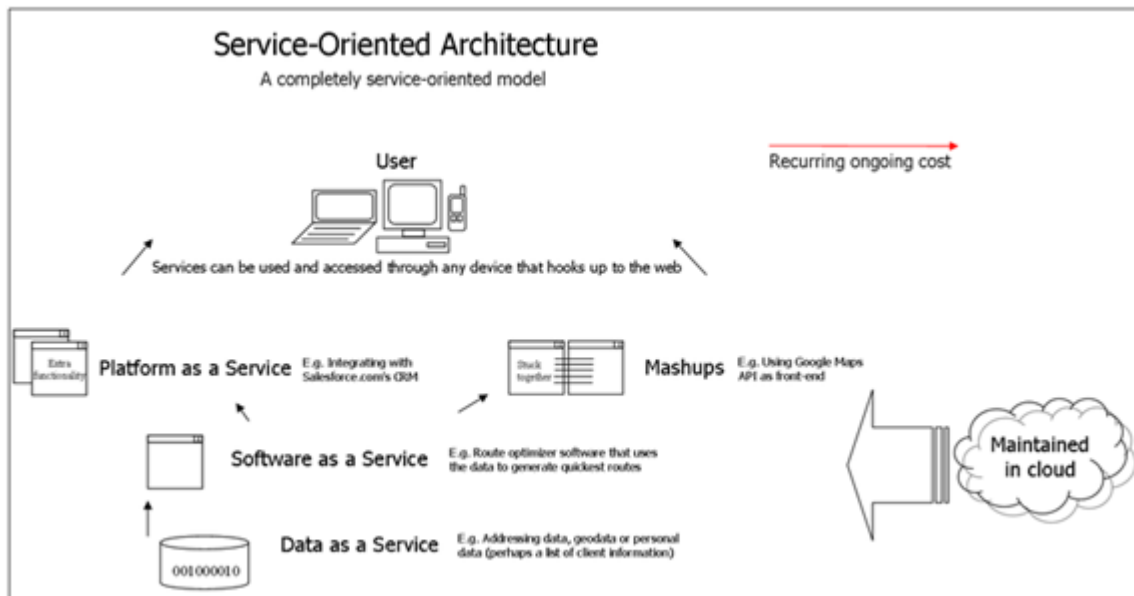 Service-Oriented Architecture
A completely service-oriented model
User
Recurring ongoing cost
Services can be used and accessed through any device that hooks up to the web
Extra
functionality
Platform as a Service
E.g. Integrating with
Salesforce.com's CRM
Stuck
together
Mashups
E.g. Using Google Maps
API as front-end
Software as a Service
E.g. Route optimizer software that uses
the data to generate quickest routes
Maintained
in cloud
Data as a Service
E.g. Addressing data, geodata or personal
data (perhaps a list of client information)
001000010